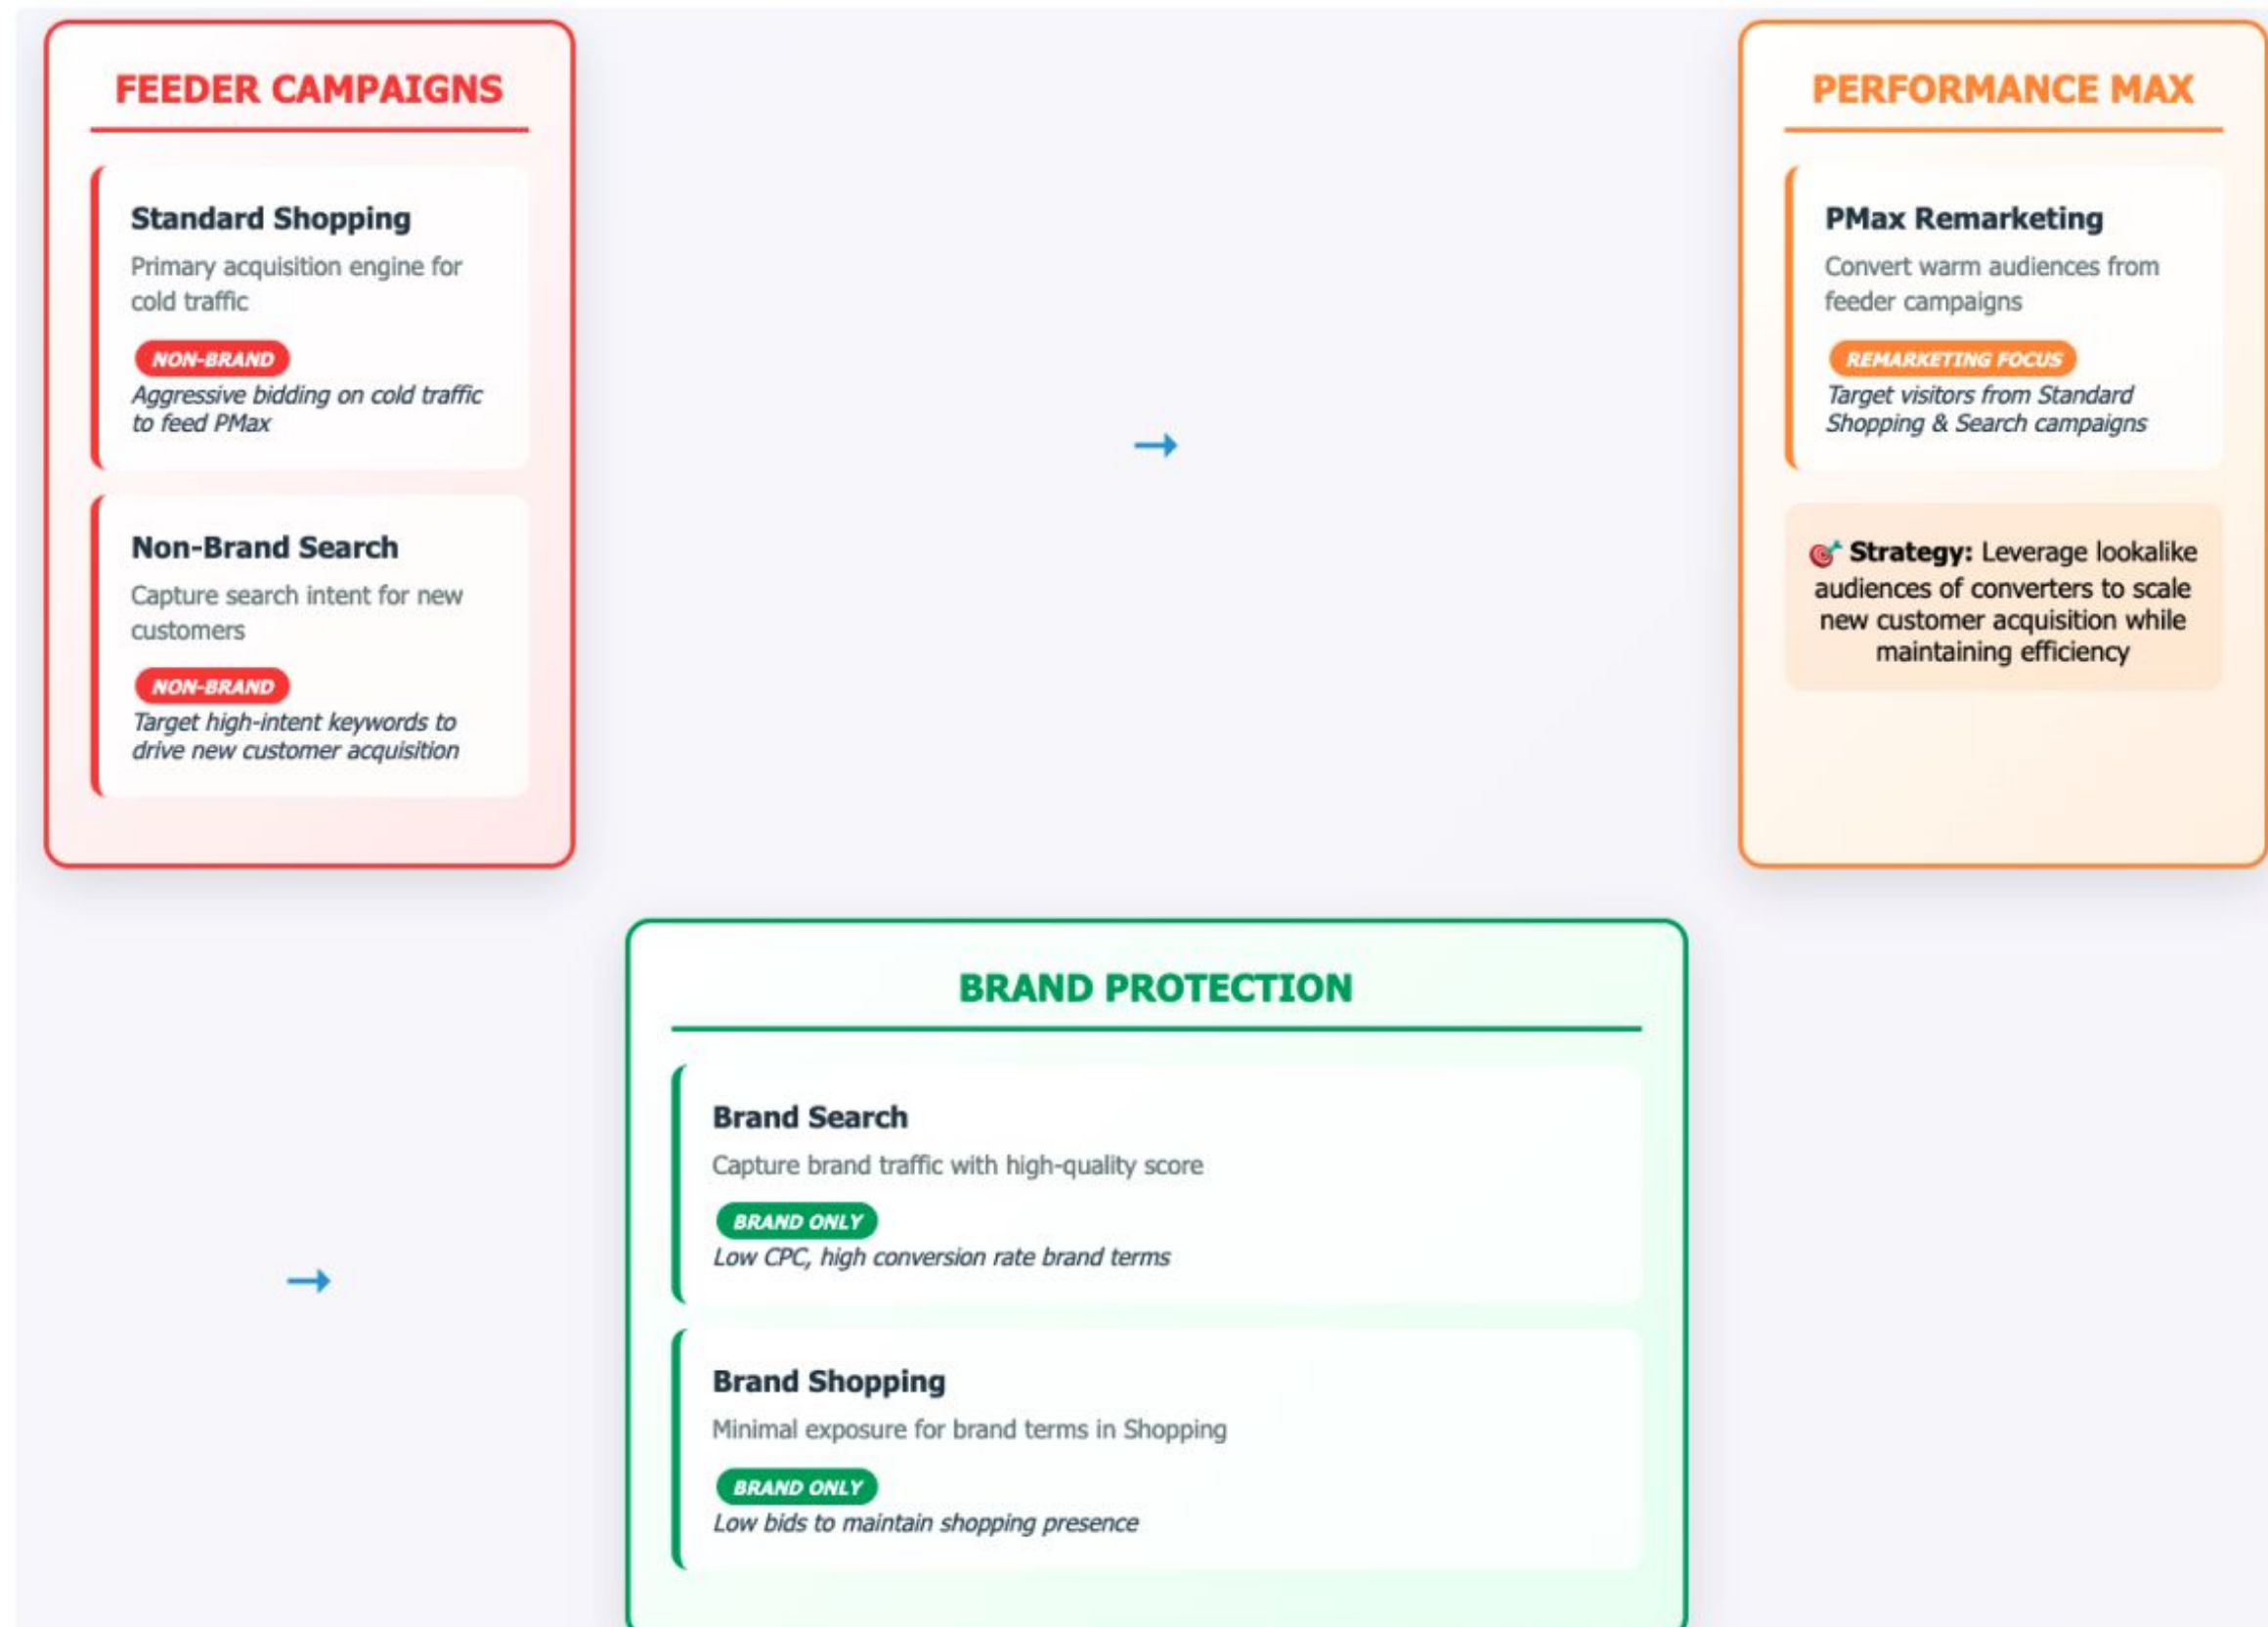 FEEDER CAMPAIGNS
Standard Shopping
Primary acquisition engine for
cold traffic
NON-BRAND
Aggressive bidding on cold traffic
to feed PMax
Non-Brand Search
Capture search intent for new
customers
NON-BRAND
Target high-intent keywords to
drive new customer acquisition
→
PERFORMANCE MAX
PMax Remarketing
Convert warm audiences from
feeder campaigns
REMARKETING FOCUS
Target visitors from Standard
Shopping & Search campaigns
🎯 Strategy: Leverage lookalike
audiences of converters to scale
new customer acquisition while
maintaining efficiency
→
BRAND PROTECTION
Brand Search
Capture brand traffic with high-quality score
BRAND ONLY
Low CPC, high conversion rate brand terms
Brand Shopping
Minimal exposure for brand terms in Shopping
BRAND ONLY
Low bids to maintain shopping presence